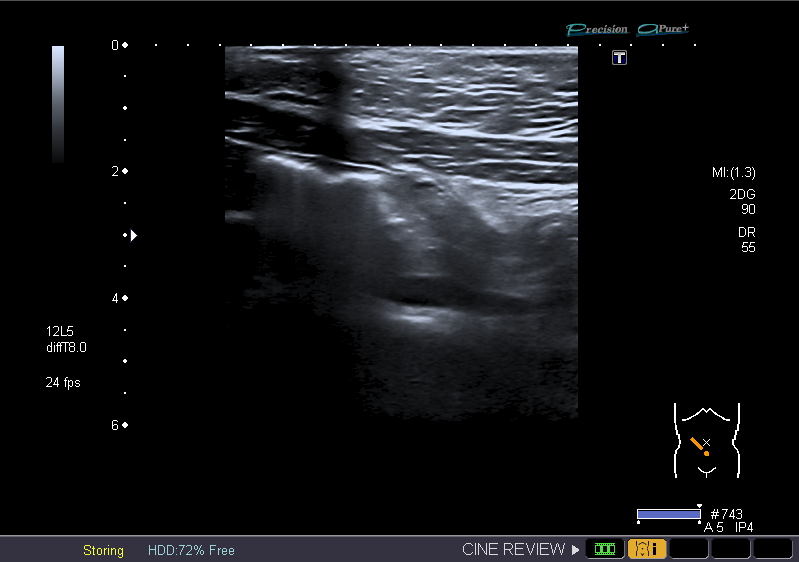 Precision APure+
T
0
2
4
6
MI:(1.3)
2DG
90
DR
55
12L5
diffT8.0
24 fps
#743
A 5 IP4
Storing
HDD:72% Free
CINE REVIEW
i